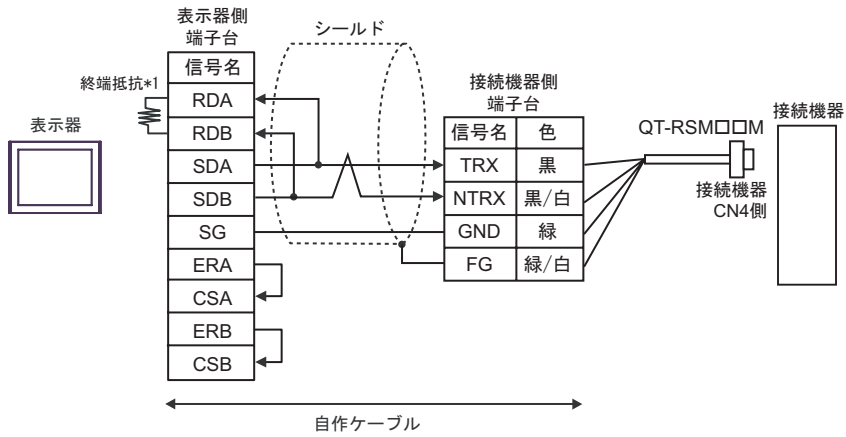 表示器側
端子台
シールド
信号名
終端抵抗*1
RDA
RDB
SDA
SDB
SG
ERA
CSA
ERB
CSB
表示器
接続機器側
端子台
信号名 色
TRX 黒
NTRX 黒/白
GND 緑
FG 緑/白
QT-RSM□□M
接続機器
CN4側
接続機器
自作ケーブル